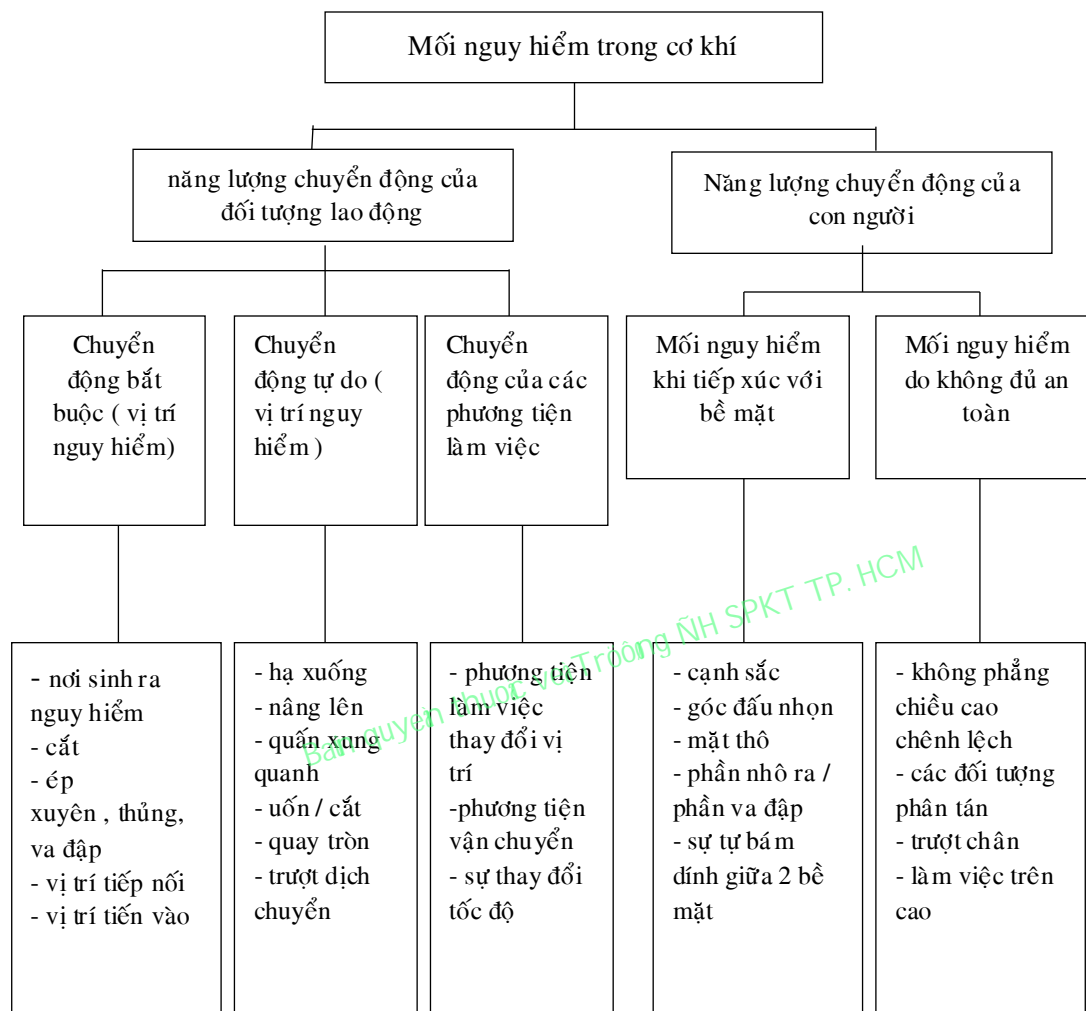 Mối nguy hiểm trong cơ khí
năng lượng chuyển động của
đối tượng lao động
Năng lượng chuyển động của
con người
Chuyển
động bắt
buộc ( vị trí
nguy hiểm)
Chuyển
động tự do (
vị trí nguy
hiểm )
Chuyển
động của các
phương tiện
làm việc
Mối nguy hiểm
khi tiếp xúc với
bề mặt
Mối nguy hiểm
do không đủ an
toàn
- nơi sinh ra
nguy hiểm
- cắt
- ép
xuyên , thủng,
va đập
- vị trí tiếp nối
- vị trí tiến vào
- hạ xuống
- nâng lên
- quấn xung
quanh
- uốn / cắt
- quay tròn
- trượt dịch
chuyển
- phương tiện
làm việc
thay đổi vị
trí
-phương tiện
vận chuyển
- sự thay đổi
tốc độ
- cạnh sắc
- góc đấu nhọn
- mặt thô
- phần nhô ra /
phần va đập
- sự tự bám
dính giữa 2 bề
mặt
- không phẳng
chiều cao
chênh lệch
- các đối tượng
phân tán
- trượt chân
- làm việc trên
cao
ÑH SPKT TP. HCM